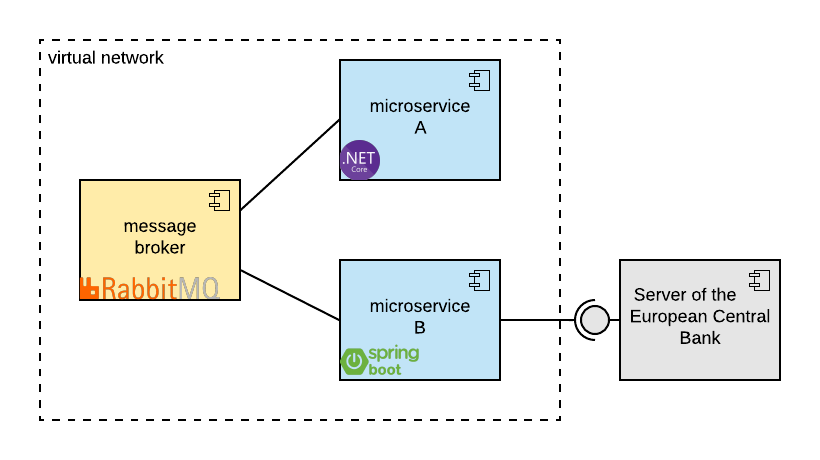 virtual network
microservice
A
.NET
Core
message
broker
RabbitMQ
microservice
B
spring
boot
Server of the
European Central
Bank